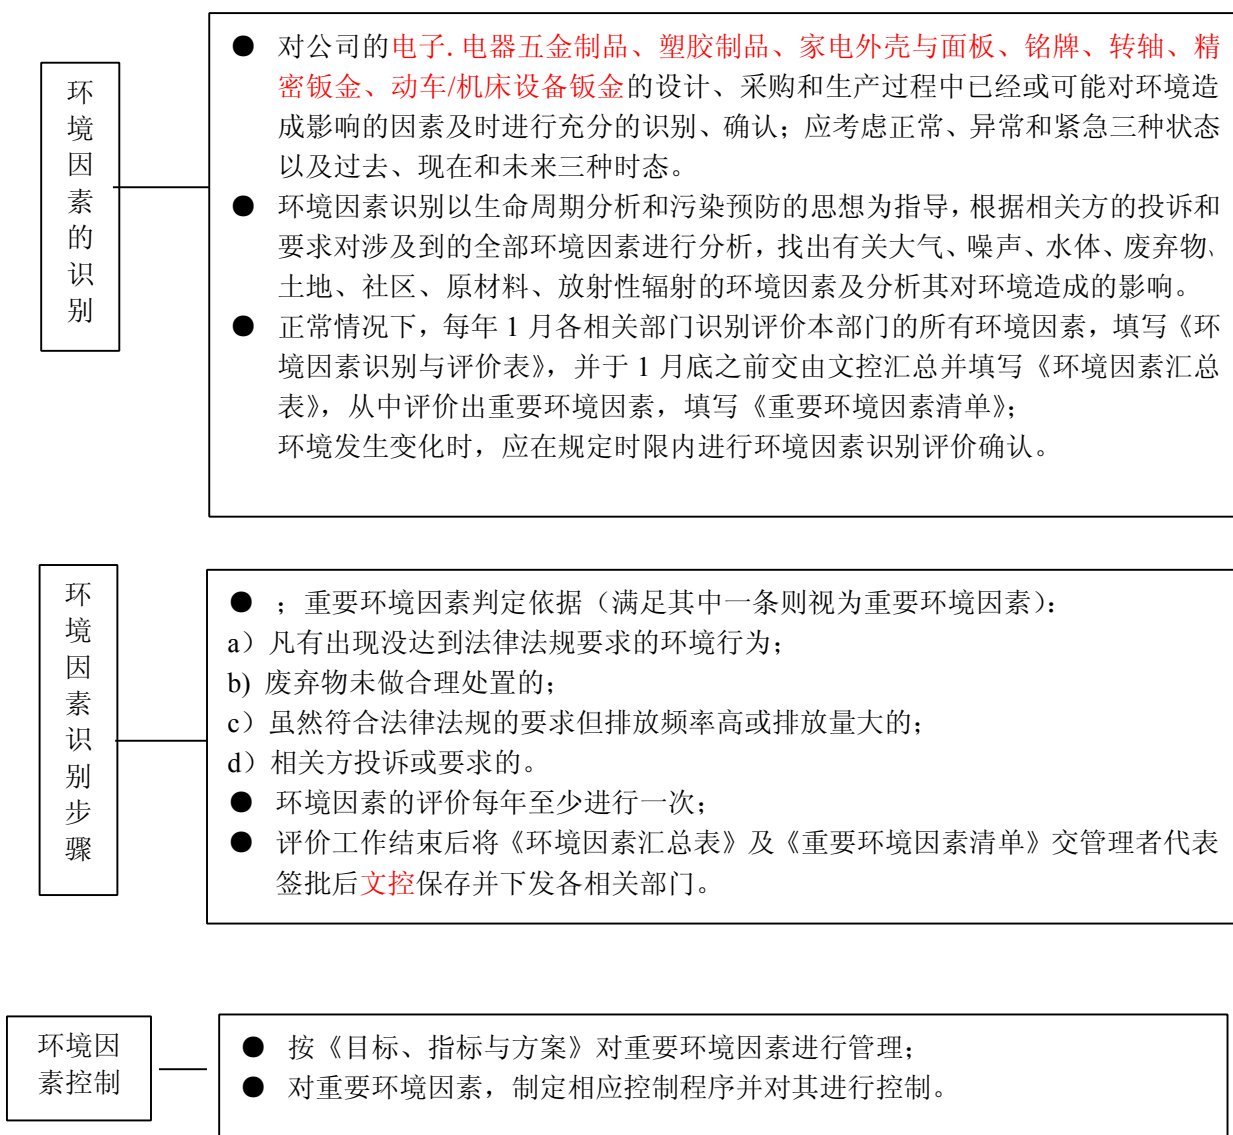 环境因素的识别
● 对公司的电子.电器五金制品、塑胶制品、家电外壳与面板、铭牌、转轴、精
密钣金、动车/机床设备钣金的设计、采购和生产过程中已经或可能对环境造
成影响的因素及时进行充分的识别、确认；应考虑正常、异常和紧急三种状态
以及过去、现在和未来三种时态。
● 环境因素识别以生命周期分析和污染预防的思想为指导，根据相关方的投诉和
要求对涉及到的全部环境因素进行分析，找出有关大气、噪声、水体、废弃物、
土地、社区、原材料、放射性辐射的环境因素及分析其对环境造成的影响。
● 正常情况下，每年 1 月各相关部门识别评价本部门的所有环境因素，填写《环
境因素识别与评价表》，并于 1 月底之前交由文控汇总并填写《环境因素汇总
表》，从中评价出重要环境因素，填写《重要环境因素清单》；
环境发生变化时，应在规定时限内进行环境因素识别评价确认。
环境因素识别步骤
● ；重要环境因素判定依据（满足其中一条则视为重要环境因素）：
a）凡有出现没达到法律法规要求的环境行为；
b) 废弃物未做合理处置的；
c）虽然符合法律法规的要求但排放频率高或排放量大的；
d）相关方投诉或要求的。
● 环境因素的评价每年至少进行一次；
● 评价工作结束后将《环境因素汇总表》及《重要环境因素清单》交管理者代表
签批后文控保存并下发各相关部门。
环境因
素控制
● 按《目标、指标与方案》对重要环境因素进行管理；
● 对重要环境因素，制定相应控制程序并对其进行控制。